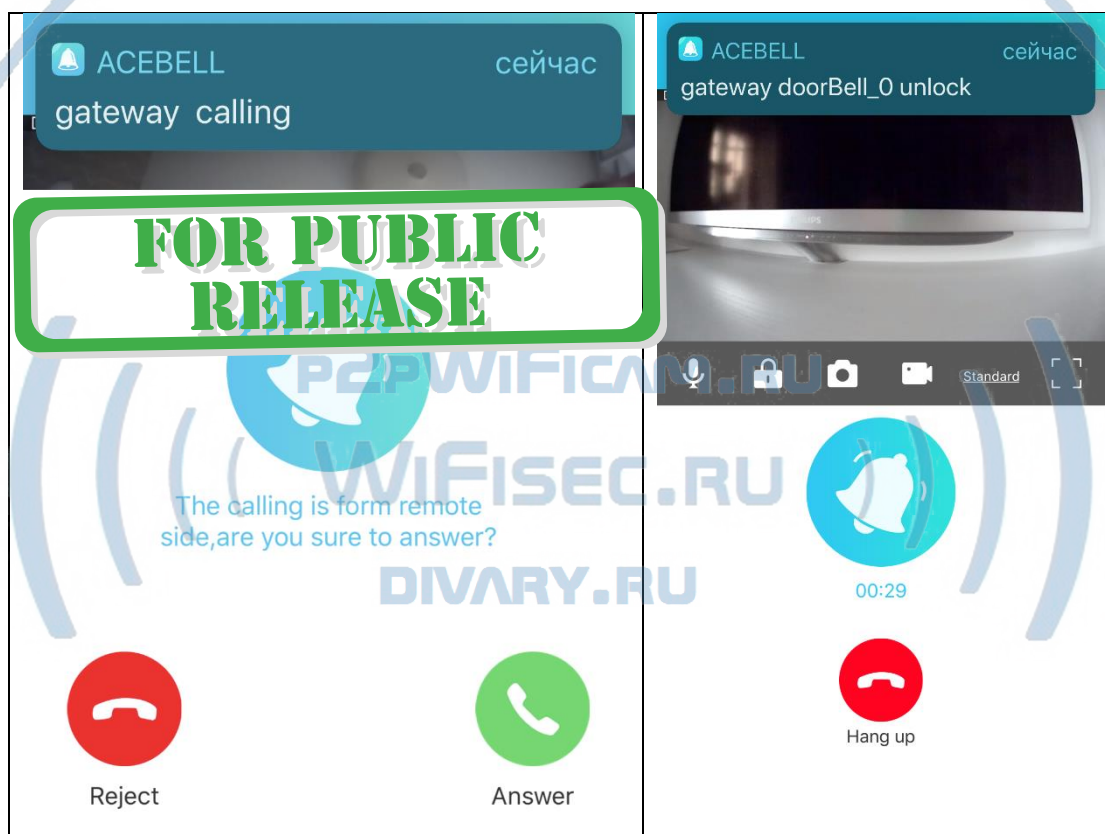 ACEBELL
сейчас
gateway calling
FOR PUBLIC
RELEASE
The calling is form remote
side,are you sure to answer?
Reject
Answer
ACEBELL
сейчас
gateway doorBell_0 unlock
PHILIPS
Standard
00:29
Hang up
P2PWIFICAM.RU
WIFISEC.RU
DIVARY.RU